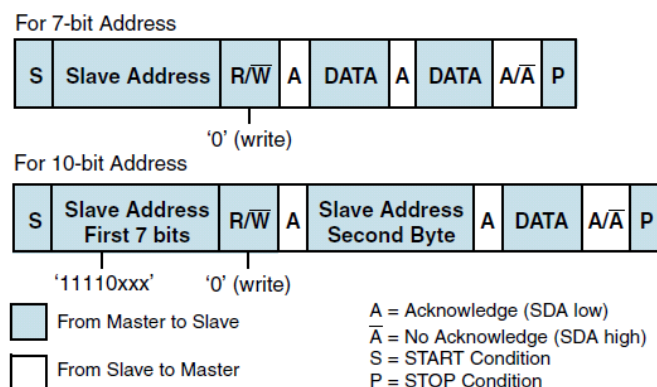 For 7-bit Address
S Slave Address R/W̅ A DATA A DATA A/A̅ P
‘0’ (write)
For 10-bit Address
S Slave Address First 7 bits R/W̅ A Slave Address Second Byte A DATA A/A̅ P
‘11110xxx’ ‘0’ (write)
From Master to Slave
From Slave to Master
A = Acknowledge (SDA low)
A̅ = No Acknowledge (SDA high)
S = START Condition
P = STOP Condition